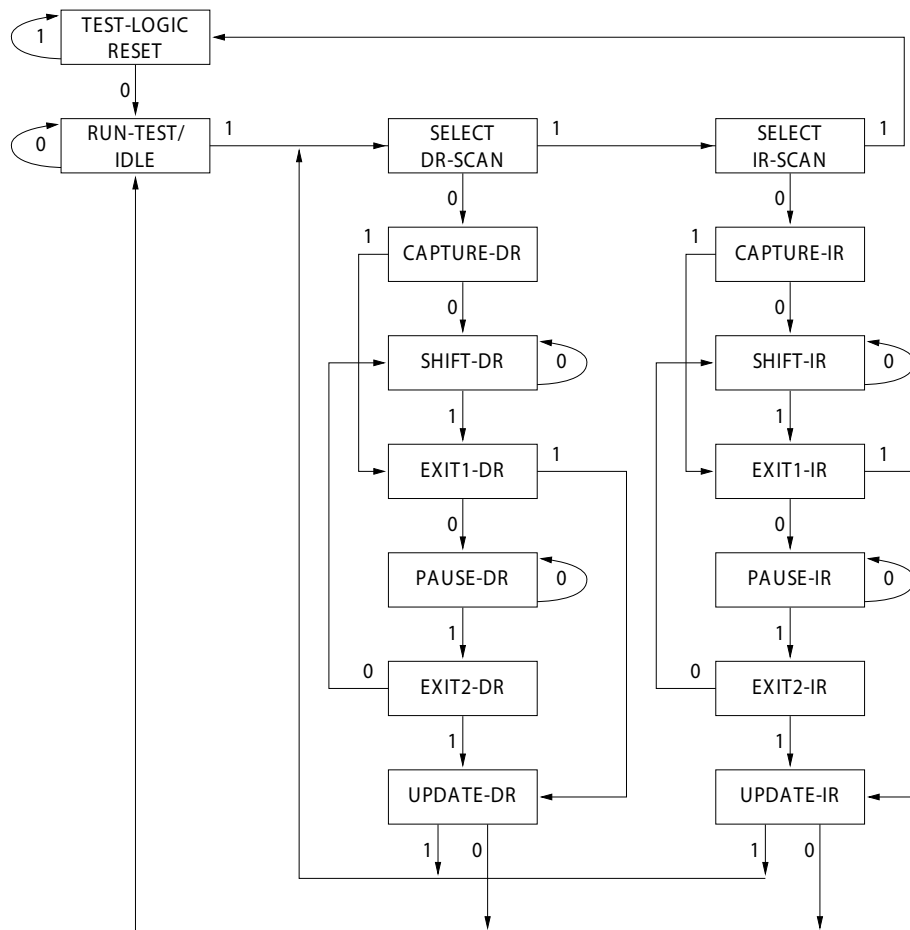 TEST-LOGIC
RESET
1
0
RUN-TEST/
IDLE
0
1
SELECT
DR-SCAN
1
SELECT
IR-SCAN
1
0
0
1
CAPTURE-DR
1
CAPTURE-IR
0
0
SHIFT-DR
0
SHIFT-IR
0
1
1
EXIT1-DR
1
EXIT1-IR
1
0
0
PAUSE-DR
0
PAUSE-IR
0
1
1
0
EXIT2-DR
0
EXIT2-IR
1
1
UPDATE-DR
UPDATE-IR
1
0
1
0